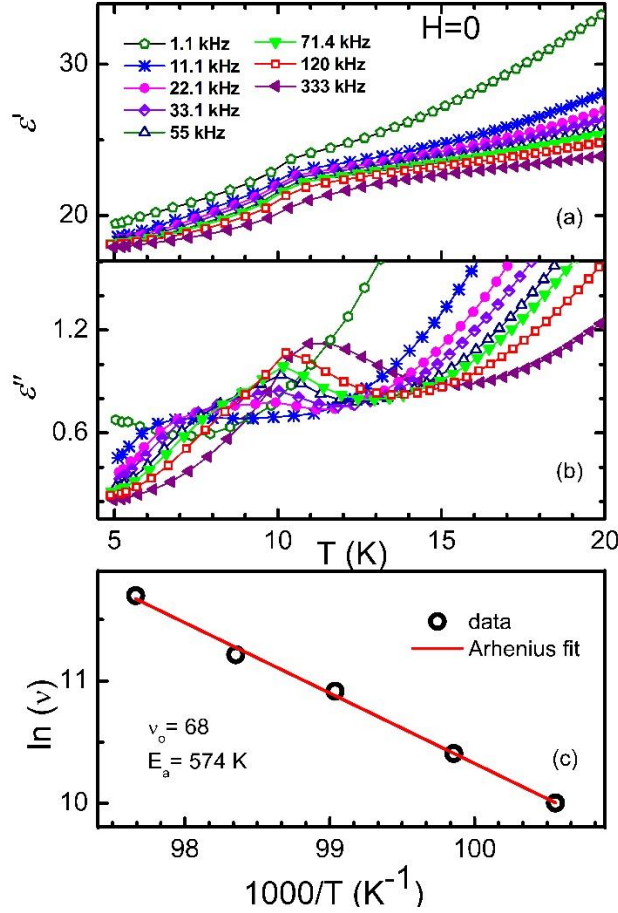 H=0
1.1 kHz
11.1 kHz
22.1 kHz
33.1 kHz
55 kHz
71.4 kHz
120 kHz
333 kHz
ε'
30
20
(a)
ε''
1.2
0.6
(b)
5 10 15 20
T (K)
ln (ν)
11
10
data
Arhenius fit
ν₀= 68
Eₐ= 574 K
(c)
98 99 100
1000/T (K⁻¹)